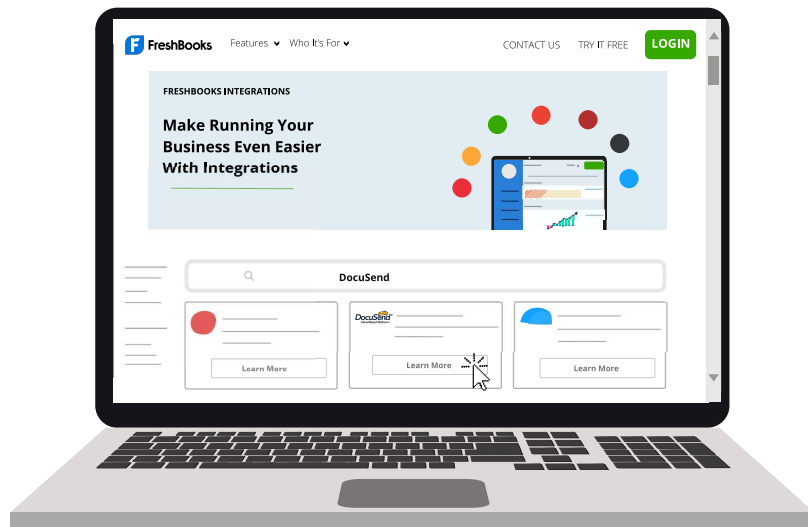 FreshBooks Features Who It's For CONTACT US TRY IT FREE LOGIN
FRESHBOOKS INTEGRATIONS
Make Running Your
Business Even Easier
With Integrations
DocuSend
DocuSend
Learn More Learn More Learn More